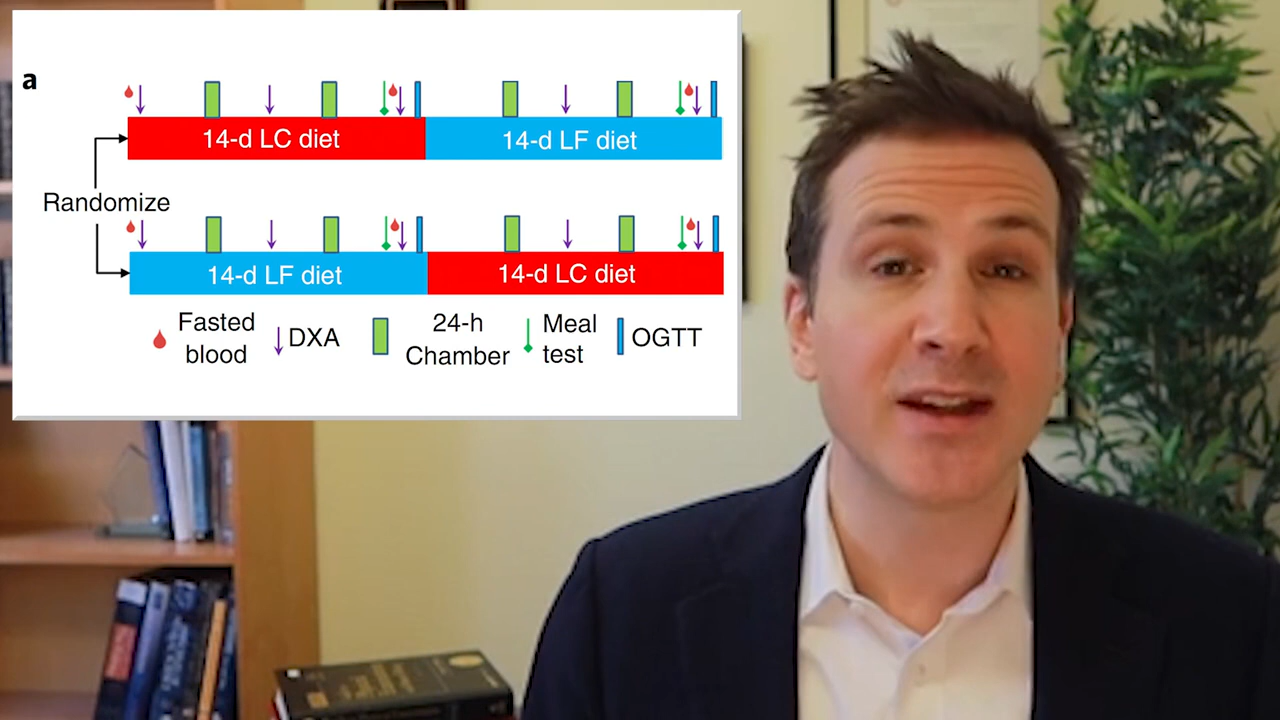 a
14-d LC diet
14-d LF diet
Randomize
14-d LF diet
14-d LC diet
Fasted
blood
DXA
24-h
Chamber
Meal
test
OGTT